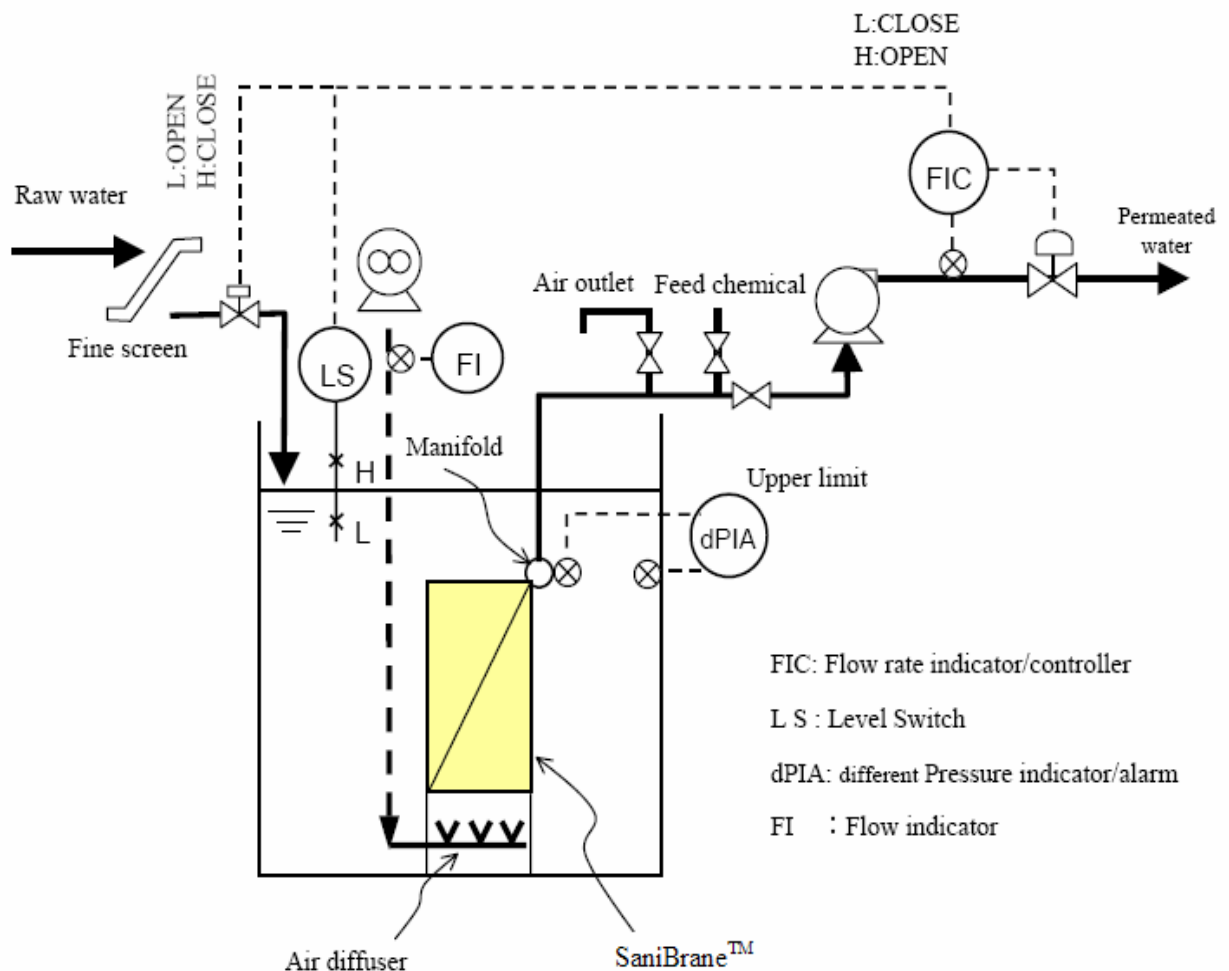 L:CLOSE
H:OPEN
L:OPEN
H:CLOSE
Raw water
FIC
Permeated
water
Air outlet
Feed chemical
Fine screen
LS
FI
Manifold
H
Upper limit
L
dPIA
FIC: Flow rate indicator/controller
L S : Level Switch
dPIA: different Pressure indicator/alarm
FI : Flow indicator
Air diffuser
SaniBrane™